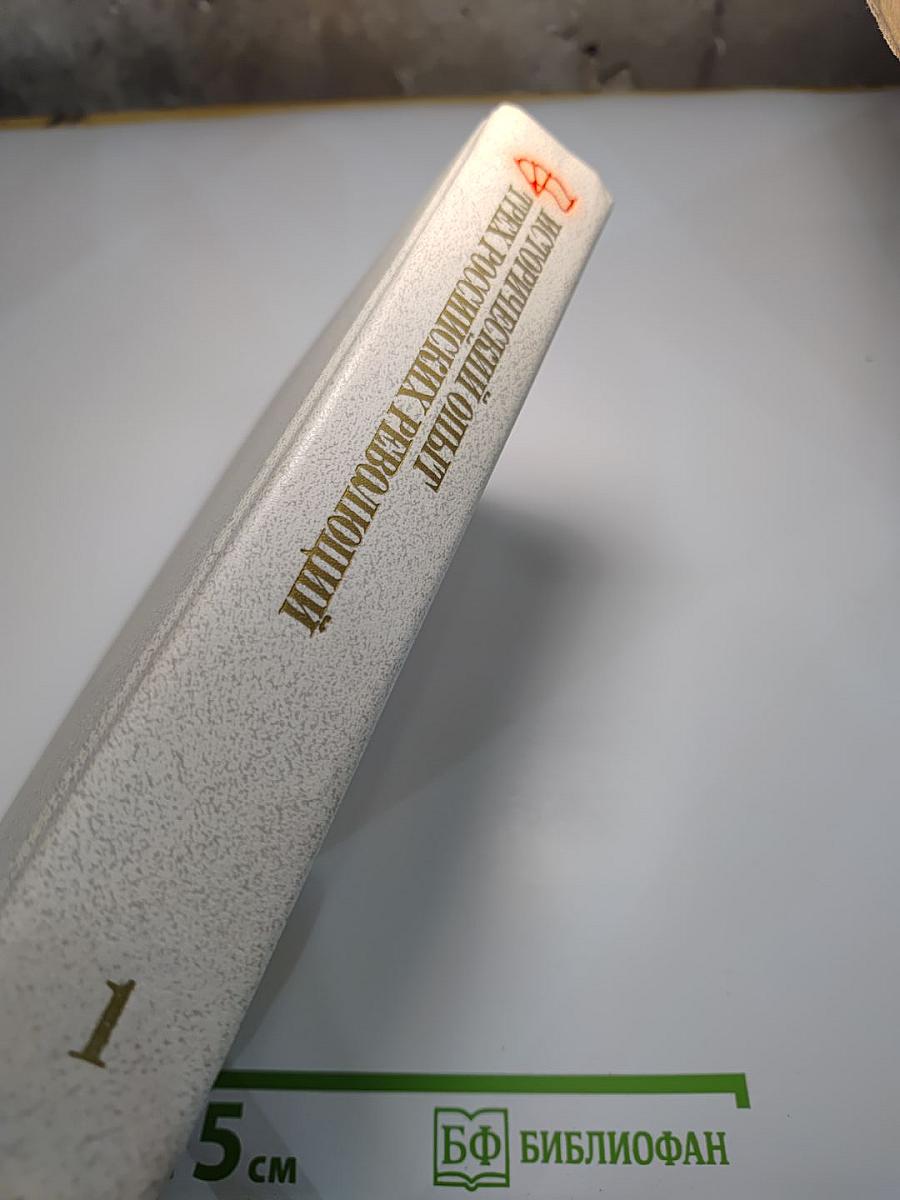 ИСТОРИЧЕСКИЙ ОПЫТ
ТРЕХ РОССИЙСКИХ РЕВОЛЮЦИЙ
1
5 см
БФ БИБЛИОФАН